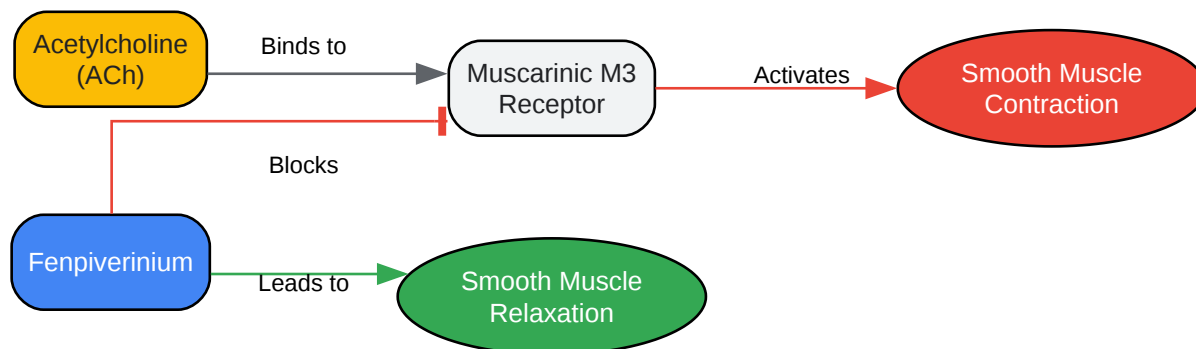 Acetylcholine
(ACh)
Binds to
Muscarinic M3
Receptor
Activates
Smooth Muscle
Contraction
Blocks
Fenpiverinium
Leads to
Smooth Muscle
Relaxation